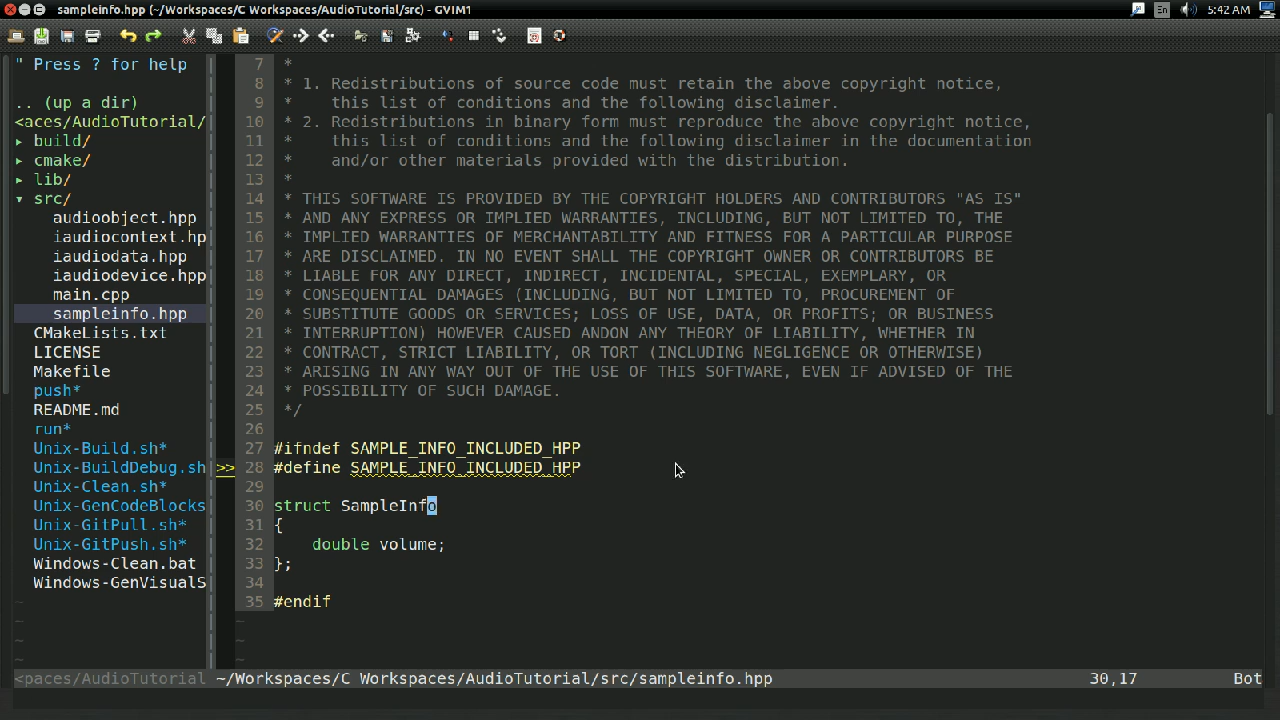 sampleinfo.hpp (~/Workspaces/C Workspaces/AudioTutorial/src) - GVIM1
En
5:42 AM
" Press ? for help
.. (up a dir)
<aces/AudioTutorial/
▸ build/
▸ cmake/
▸ lib/
▾ src/
audioobject.hpp
iaudiocontext.hp
iaudiodata.hpp
iaudiodevice.hpp
main.cpp
sampleinfo.hpp
CMakeLists.txt
LICENSE
Makefile
push*
README.md
run*
Unix-Build.sh*
Unix-BuildDebug.sh
Unix-Clean.sh*
Unix-GenCodeBlocks
Unix-GitPull.sh*
Unix-GitPush.sh*
Windows-Clean.bat
Windows-GenVisualS
~
~
~
~
7 *
8 * 1. Redistributions of source code must retain the above copyright notice,
9 *    this list of conditions and the following disclaimer.
10 * 2. Redistributions in binary form must reproduce the above copyright notice,
11 *    this list of conditions and the following disclaimer in the documentation
12 *    and/or other materials provided with the distribution.
13 *
14 * THIS SOFTWARE IS PROVIDED BY THE COPYRIGHT HOLDERS AND CONTRIBUTORS "AS IS"
15 * AND ANY EXPRESS OR IMPLIED WARRANTIES, INCLUDING, BUT NOT LIMITED TO, THE
16 * IMPLIED WARRANTIES OF MERCHANTABILITY AND FITNESS FOR A PARTICULAR PURPOSE
17 * ARE DISCLAIMED. IN NO EVENT SHALL THE COPYRIGHT OWNER OR CONTRIBUTORS BE
18 * LIABLE FOR ANY DIRECT, INDIRECT, INCIDENTAL, SPECIAL, EXEMPLARY, OR
19 * CONSEQUENTIAL DAMAGES (INCLUDING, BUT NOT LIMITED TO, PROCUREMENT OF
20 * SUBSTITUTE GOODS OR SERVICES; LOSS OF USE, DATA, OR PROFITS; OR BUSINESS
21 * INTERRUPTION) HOWEVER CAUSED ANDON ANY THEORY OF LIABILITY, WHETHER IN
22 * CONTRACT, STRICT LIABILITY, OR TORT (INCLUDING NEGLIGENCE OR OTHERWISE)
23 * ARISING IN ANY WAY OUT OF THE USE OF THIS SOFTWARE, EVEN IF ADVISED OF THE
24 * POSSIBILITY OF SUCH DAMAGE.
25 */
26
27 #ifndef SAMPLE_INFO_INCLUDED_HPP
>> 28 #define SAMPLE_INFO_INCLUDED_HPP
29
30 struct SampleInfo
31 {
32     double volume;
33 };
34
35 #endif
~
~
~
<paces/AudioTutorial ~/Workspaces/C Workspaces/AudioTutorial/src/sampleinfo.hpp 30,17 Bot